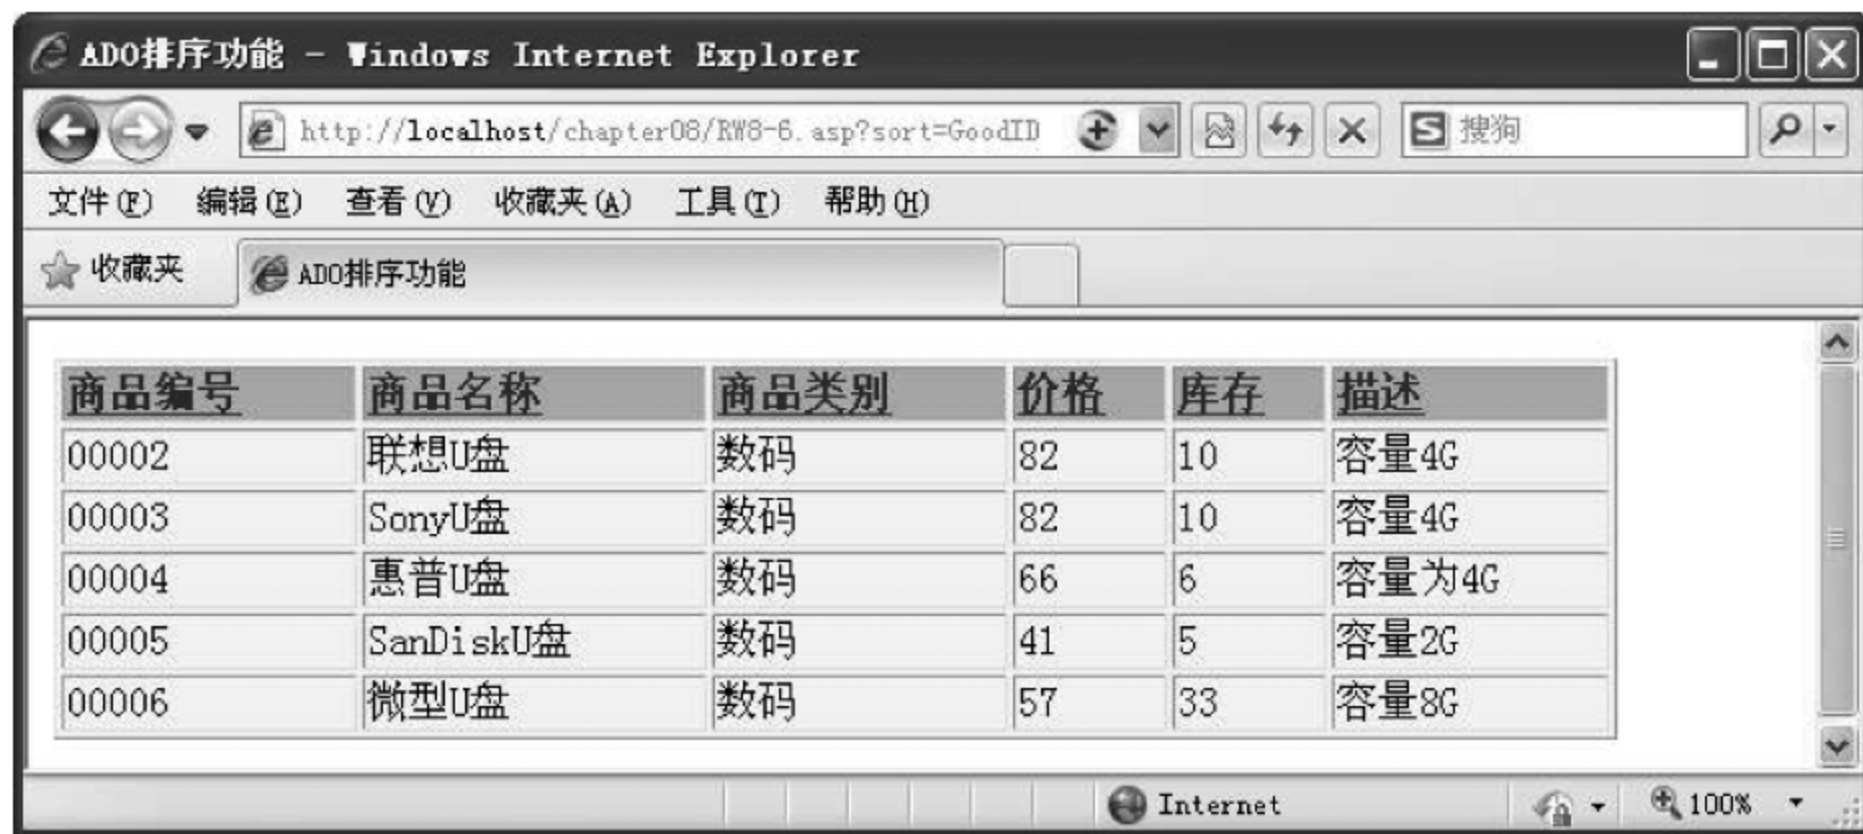 ADO排序功能 - Windows Internet Explorer
http://localhost/chapter08/RW8-6.asp?sort=GoodID 搜狗
文件(F) 编辑(E) 查看(V) 收藏夹(A) 工具(T) 帮助(H)
收藏夹 ADO排序功能
商品编号 商品名称 商品类别 价格 库存 描述
00002 联想U盘 数码 82 10 容量4G
00003 SonyU盘 数码 82 10 容量4G
00004 惠普U盘 数码 66 6 容量为4G
00005 SanDiskU盘 数码 41 5 容量2G
00006 微型U盘 数码 57 33 容量8G
Internet 100%